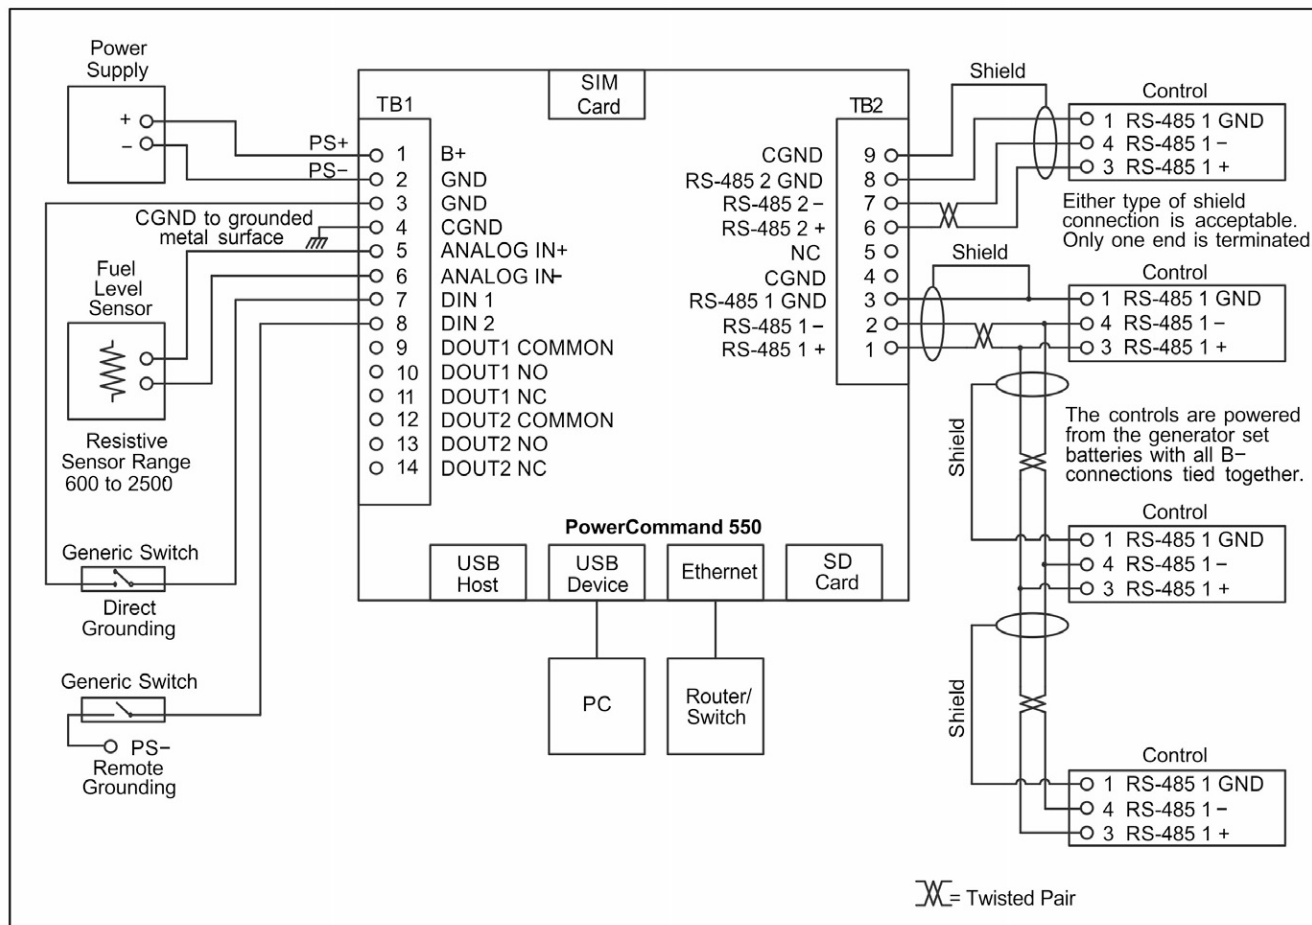 Power
Supply
+
−
PS+
PS−
CGND to grounded
metal surface
Fuel
Level
Sensor
Resistive
Sensor Range
600 to 2500
Generic Switch
Direct
Grounding
Generic Switch
PS−
Remote
Grounding
TB1
1 B+
2 GND
3 GND
4 CGND
5 ANALOG IN+
6 ANALOG IN−
7 DIN 1
8 DIN 2
9 DOUT1 COMMON
10 DOUT1 NO
11 DOUT1 NC
12 DOUT2 COMMON
13 DOUT2 NO
14 DOUT2 NC
SIM
Card
TB2
CGND 9
RS-485 2 GND 8
RS-485 2 − 7
RS-485 2 + 6
NC 5
CGND 4
RS-485 1 GND 3
RS-485 1 − 2
RS-485 1 + 1
PowerCommand 550
USB
Host
USB
Device
Ethernet
SD
Card
PC
Router/
Switch
Shield
Control
1 RS-485 1 GND
4 RS-485 1 −
3 RS-485 1 +
Either type of shield
connection is acceptable.
Only one end is terminated
Shield
Control
1 RS-485 1 GND
4 RS-485 1 −
3 RS-485 1 +
The controls are powered
from the generator set
batteries with all B−
connections tied together.
Shield
Control
1 RS-485 1 GND
4 RS-485 1 −
3 RS-485 1 +
Shield
Control
1 RS-485 1 GND
4 RS-485 1 −
3 RS-485 1 +
= Twisted Pair